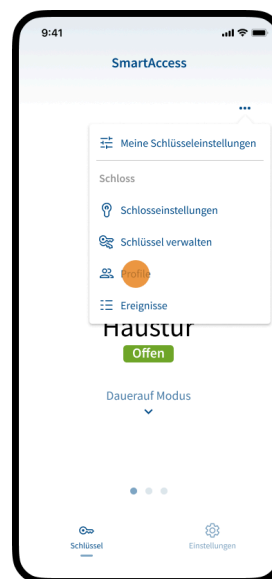 9:41
SmartAccess
Meine Schlüsseleinstellungen
Schloss
Schlosseinstellungen
Schlüssel verwalten
Profile
Ereignisse
Haustür
Offen
Dauerauf Modus
Schlüssel
Einstellungen